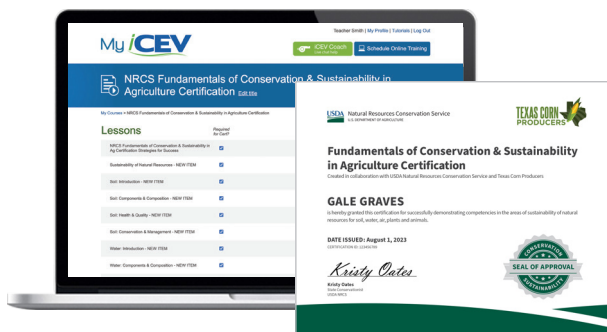 Teacher Smith | My Profile | Tutorials | Log Out
My iCEV
iCEV Coach
Schedule Online Training
NRCS Fundamentals of Conservation & Sustainability in
Agriculture Certification Edit title
My Courses > NRCS Fundamentals of Conservation & Sustainability in Agriculture Certification
Lessons
Required
for Cert?
NRCS Fundamentals of Conservation & Sustainability in
Ag Certification Strategies for Success
Sustainability of Natural Resources - NEW ITEM
Soil: Introduction - NEW ITEM
Soil: Components & Composition - NEW ITEM
Soil: Health & Quality - NEW ITEM
Soil: Conservation & Management - NEW ITEM
Water: Introduction - NEW ITEM
Water: Components & Composition - NEW ITEM
USDA Natural Resources Conservation Service
U.S. DEPARTMENT OF AGRICULTURE
TEXAS CORN
PRODUCERS
Fundamentals of Conservation & Sustainability
in Agriculture Certification
Created in collaboration with USDA Natural Resources Conservation Service and Texas Corn Producers
GALE GRAVES
is hereby granted this certification for successfully demonstrating competencies in the areas of sustainability of natural
resources for soil, water, air, plants and animals.
DATE ISSUED: August 1, 2023
CERTIFICATION ID: 123456789
Kristy Oates
Kristy Oates
State Conservationist
USDA NRCS
CONSERVATION
SEAL OF APPROVAL
SUSTAINABILITY